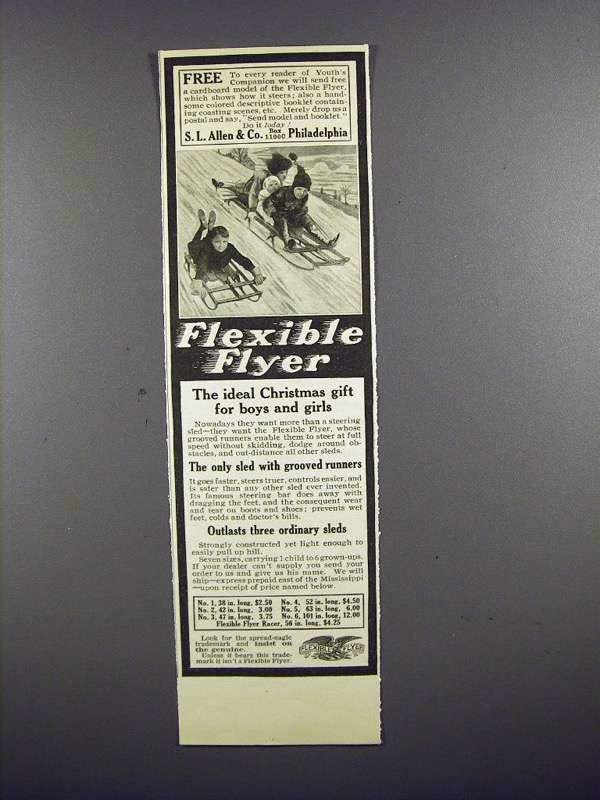 FREE To every reader of Youth's
Companion we will send free
a cardboard model of the Flexible Flyer,
which shows how it steers; also a hand-
some colored descriptive booklet contain-
ing coasting scenes, etc. Merely drop us a
postal and say, "Send model and booklet."
Do it today!
S. L. Allen & Co. Box 1100C Philadelphia
Flexible
Flyer
The ideal Christmas gift
for boys and girls
Nowadays they want more than a steering
sled—they want the Flexible Flyer, whose
grooved runners enable them to steer at full
speed without skidding, dodge around ob-
stacles, and out-distance all other sleds.
The only sled with grooved runners
It goes faster, steers truer, controls easier, and
is safer than any other sled ever invented.
Its famous steering bar does away with
dragging the feet, and the consequent wear
and tear on boots and shoes; prevents wet
feet, colds and doctor's bills.
Outlasts three ordinary sleds
Strongly constructed yet light enough to
easily pull up hill.
Seven sizes, carrying 1 child to 6 grown-ups.
If your dealer can't supply you send your
order to us and give us his name. We will
ship—express prepaid east of the Mississippi
—upon receipt of price named below.
No. 1, 38 in. long, $2.50 No. 4, 52 in. long, $4.50
No. 2, 42 in. long, 3.00 No. 5, 63 in. long, 6.00
No. 3, 47 in. long, 3.75 No. 6, 101 in. long, 12.00
Flexible Flyer Racer, 56 in. long, $4.25
Look for the spread-eagle
trademark and insist on
the genuine.
Unless it bears this trade-
mark it isn't a Flexible Flyer.
FLEXIBLE FLYER